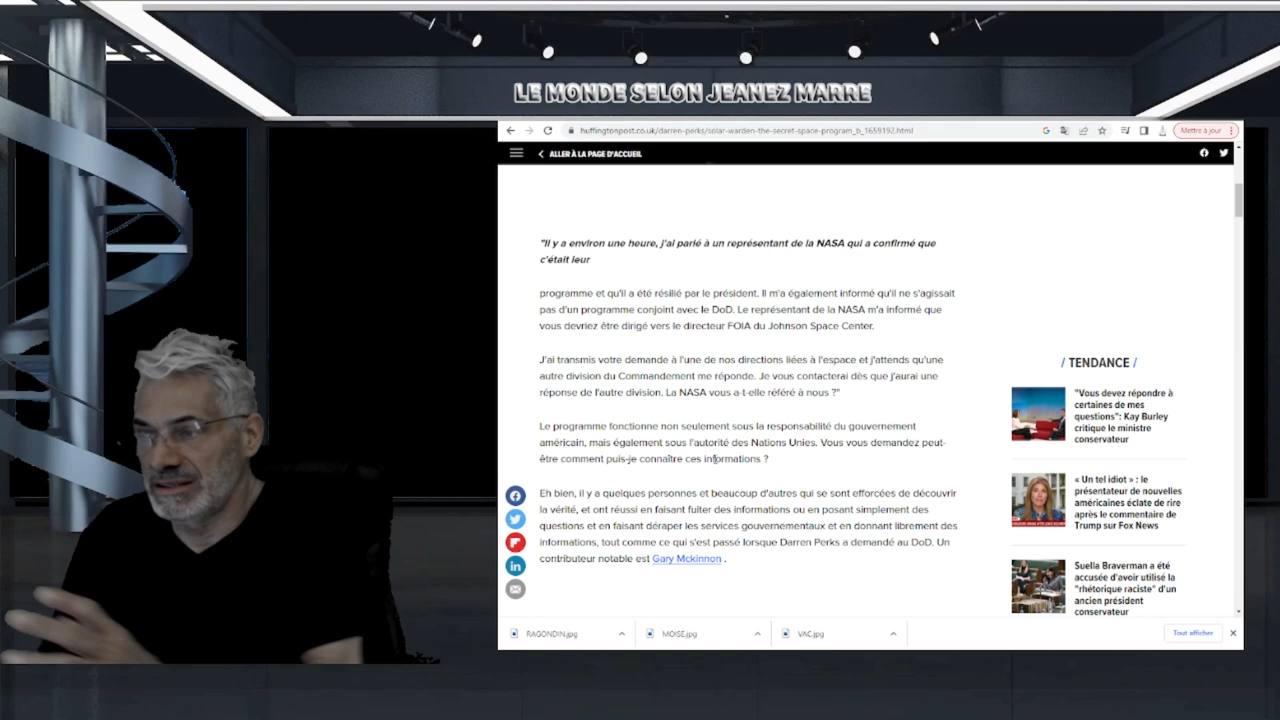 LE MONDE SELON JEANEZ MARRE
huffingtonpost.co.uk/darren-perks/solar-warden-the-secret-space-program_b_1659192.html
Mettre à jour
ALLER À LA PAGE D'ACCUEIL
"Il y a environ une heure, j'ai parlé à un représentant de la NASA qui a confirmé que
c'était leur
programme et qu'il a été résilié par le président. Il m'a également informé qu'il ne s'agissait
pas d'un programme conjoint avec le DoD. Le représentant de la NASA m'a informé que
vous devriez être dirigé vers le directeur FOIA du Johnson Space Center.
J'ai transmis votre demande à l'une de nos directions liées à l'espace et j'attends qu'une
autre division du Commandement me réponde. Je vous contacterai dès que j'aurai une
réponse de l'autre division. La NASA vous a-t-elle référé à nous ?"
Le programme fonctionne non seulement sous la responsabilité du gouvernement
américain, mais également sous l'autorité des Nations Unies. Vous vous demandez peut-
être comment puis-je connaître ces informations ?
Eh bien, il y a quelques personnes et beaucoup d'autres qui se sont efforcées de découvrir
la vérité, et ont réussi en faisant fuiter des informations ou en posant simplement des
questions et en faisant déraper les services gouvernementaux et en donnant librement des
informations, tout comme ce qui s'est passé lorsque Darren Perks a demandé au DoD. Un
contributeur notable est Gary Mckinnon .
/ TENDANCE /
"Vous devez répondre à
certaines de mes
questions": Kay Burley
critique le ministre
conservateur
« Un tel idiot » : le
présentateur de nouvelles
américaines éclate de rire
après le commentaire de
Trump sur Fox News
Suella Braverman a été
accusée d'avoir utilisé la
"rhétorique raciste" d'un
ancien président
conservateur
RAGONDIN.jpg
MOISE.jpg
VAC.jpg
Tout afficher